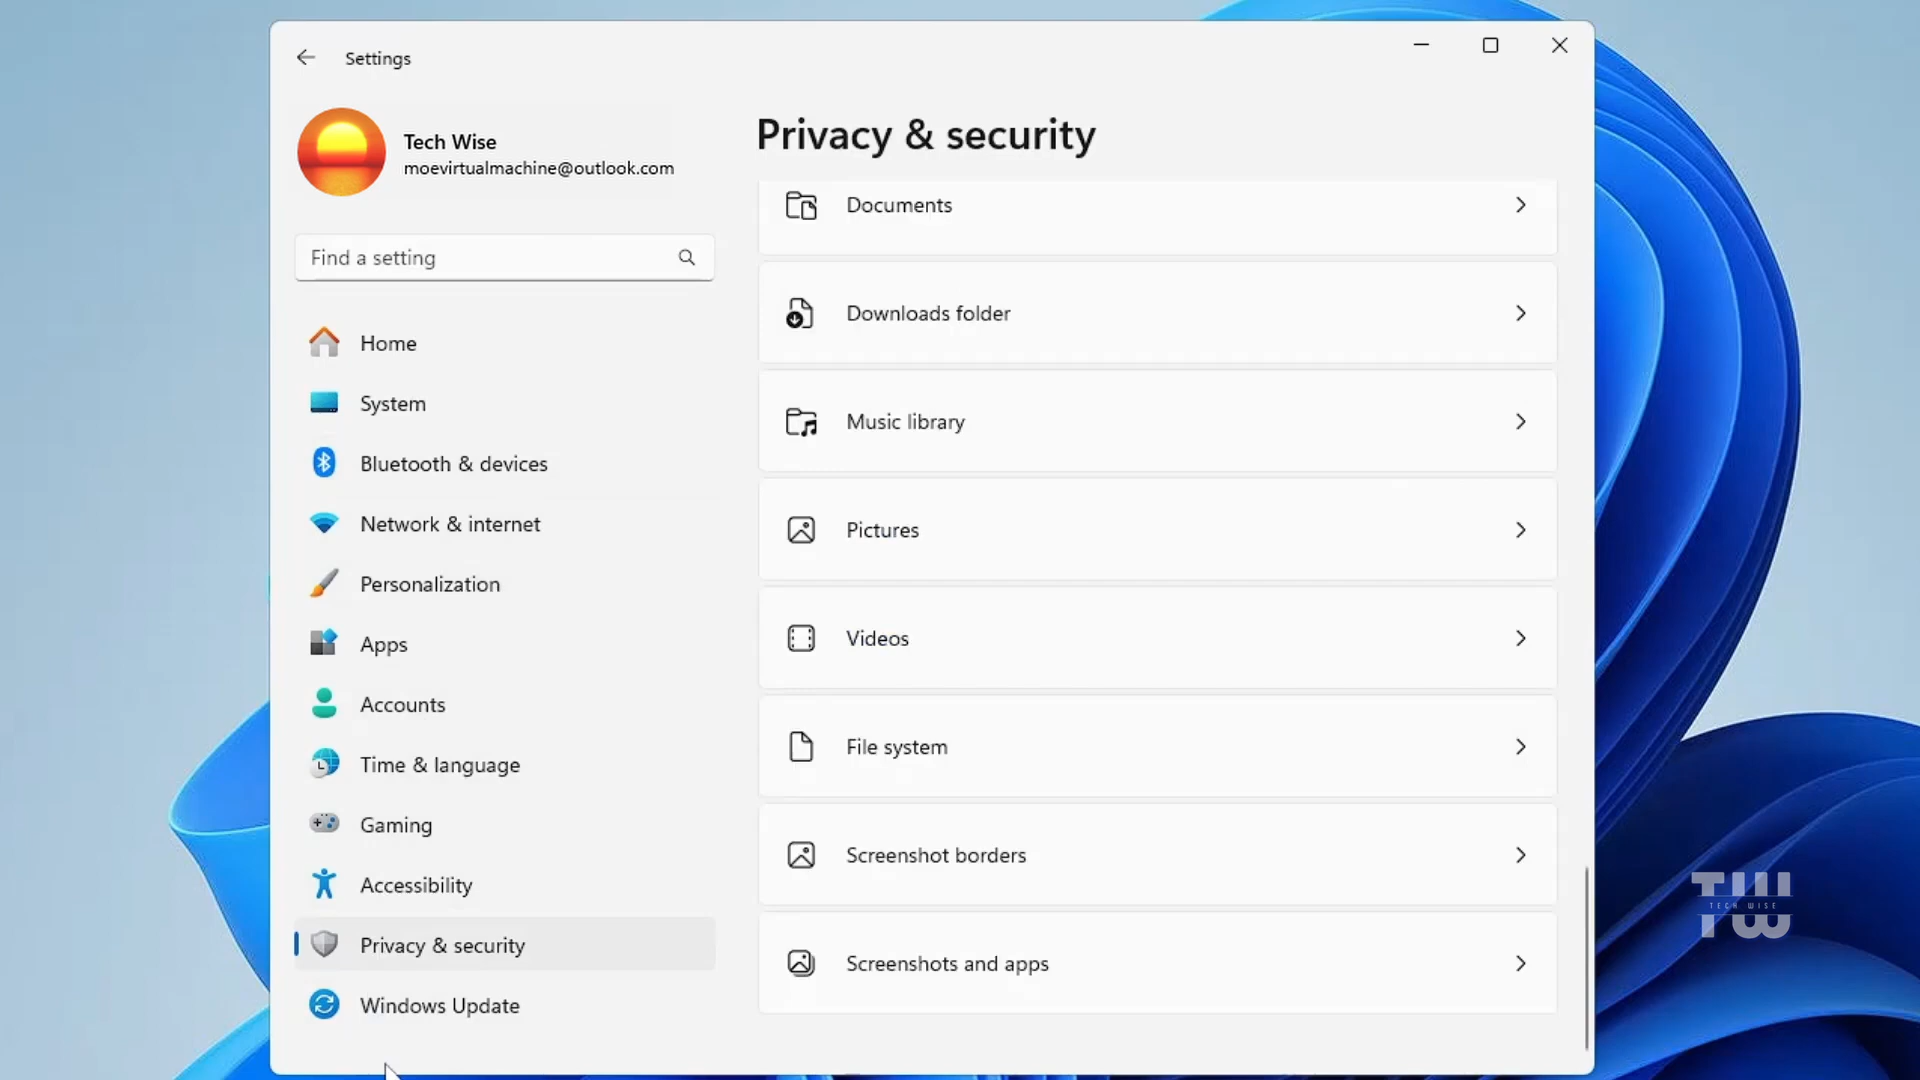 Settings
Tech Wise
moevirtualmachine@outlook.com
Find a setting
Home
System
Bluetooth & devices
Network & internet
Personalization
Apps
Accounts
Time & language
Gaming
Accessibility
Privacy & security
Windows Update
Privacy & security
Documents
Downloads folder
Music library
Pictures
Videos
File system
Screenshot borders
Screenshots and apps
TW
TECH WISE